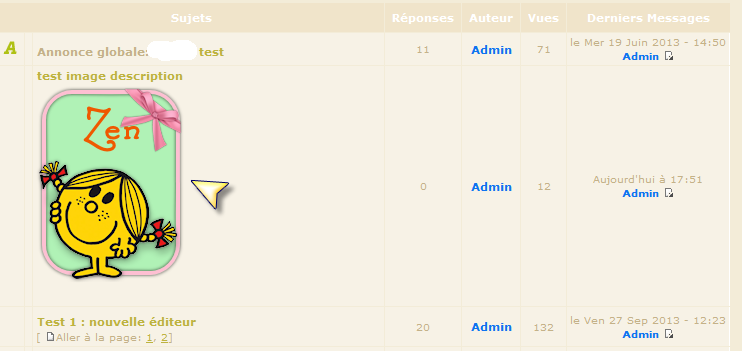 Sujets Réponses Auteur Vues Derniers Messages
A Annonce globale: test 11 Admin 71 le Mer 19 Juin 2013 - 14:50
Admin
test image description
Zen
0 Admin 12 Aujourd'hui à 17:51
Admin
Test 1 : nouvelle éditeur 20 Admin 132 le Ven 27 Sep 2013 - 12:23
[ Aller à la page: 1, 2] Admin